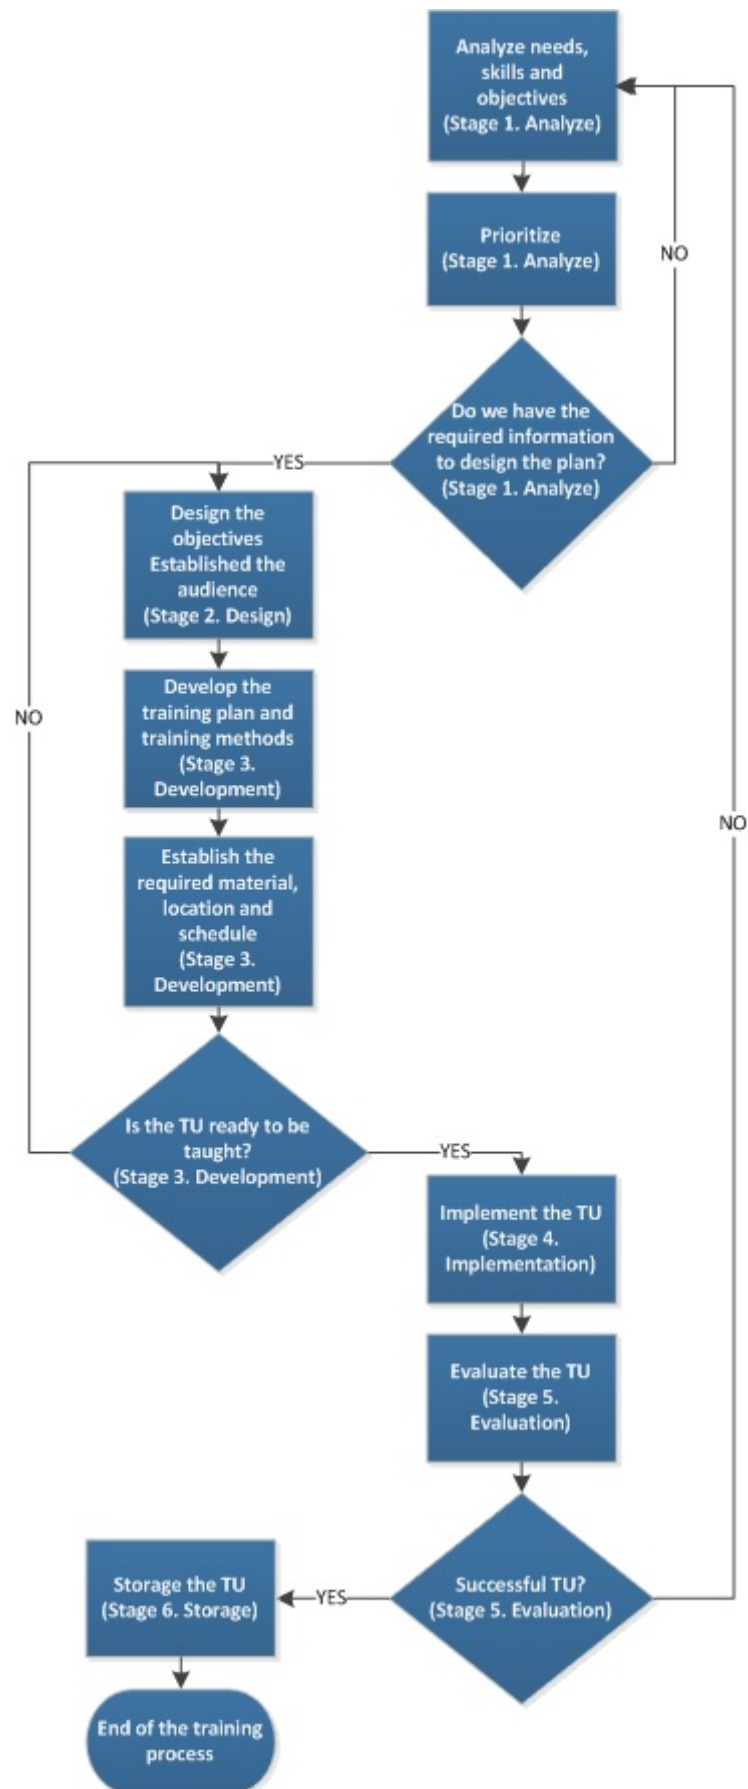 Analyze needs,
skills and
objectives
(Stage 1. Analyze)
Prioritize
(Stage 1. Analyze)
NO
Do we have the
required information
to design the plan?
(Stage 1. Analyze)
YES
Design the
objectives
Established the
audience
(Stage 2. Design)
Develop the
training plan and
training methods
(Stage 3.
Development)
NO
Establish the
required material,
location and
schedule
(Stage 3.
Development)
NO
Is the TU ready to be
taught?
(Stage 3. Development)
YES
Implement the TU
(Stage 4.
Implementation)
Evaluate the TU
(Stage 5.
Evaluation)
Successful TU?
(Stage 5. Evaluation)
YES
Storage the TU
(Stage 6. Storage)
End of the training
process